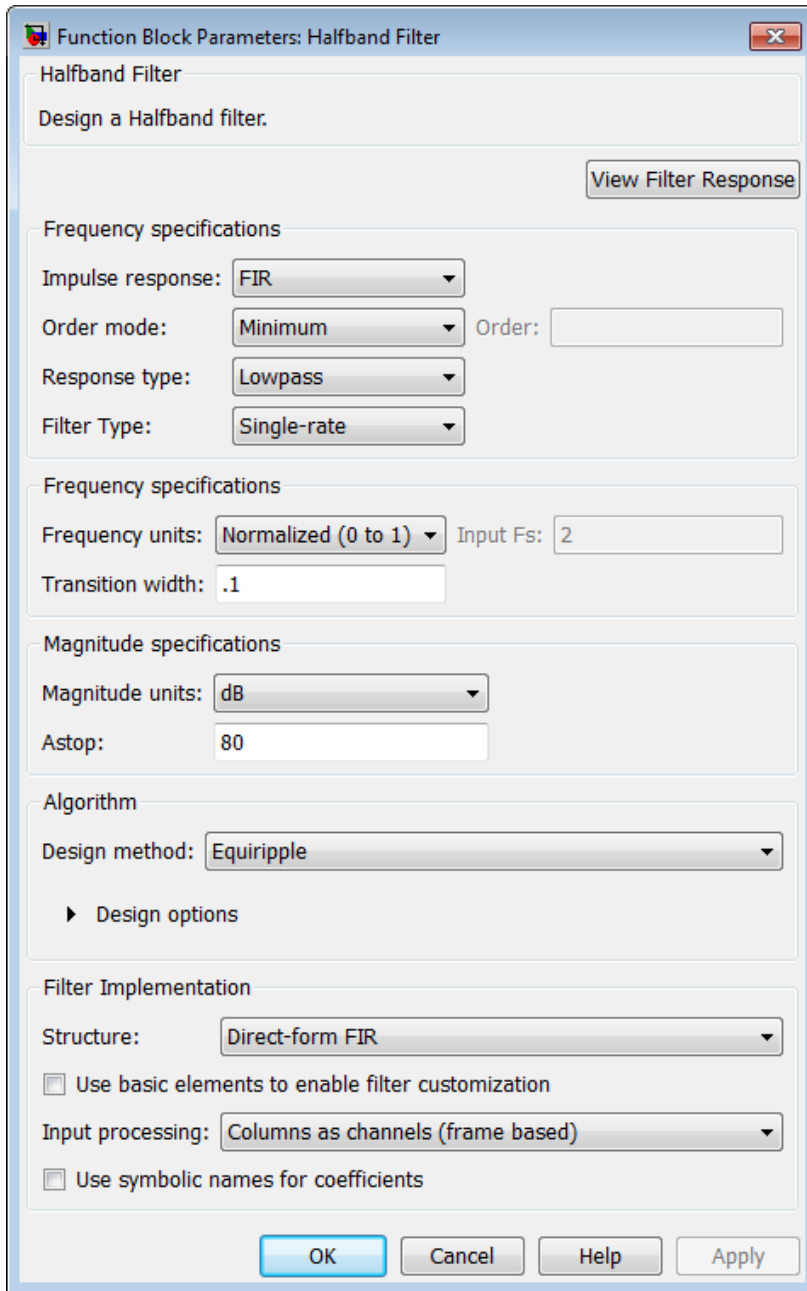 Function Block Parameters: Halfband Filter
Halfband Filter
Design a Halfband filter.
View Filter Response
Frequency specifications
Impulse response: FIR
Order mode: Minimum Order:
Response type: Lowpass
Filter Type: Single-rate
Frequency specifications
Frequency units: Normalized (0 to 1) Input Fs: 2
Transition width: .1
Magnitude specifications
Magnitude units: dB
Astop: 80
Algorithm
Design method: Equiripple
Design options
Filter Implementation
Structure: Direct-form FIR
Use basic elements to enable filter customization
Input processing: Columns as channels (frame based)
Use symbolic names for coefficients
OK Cancel Help Apply